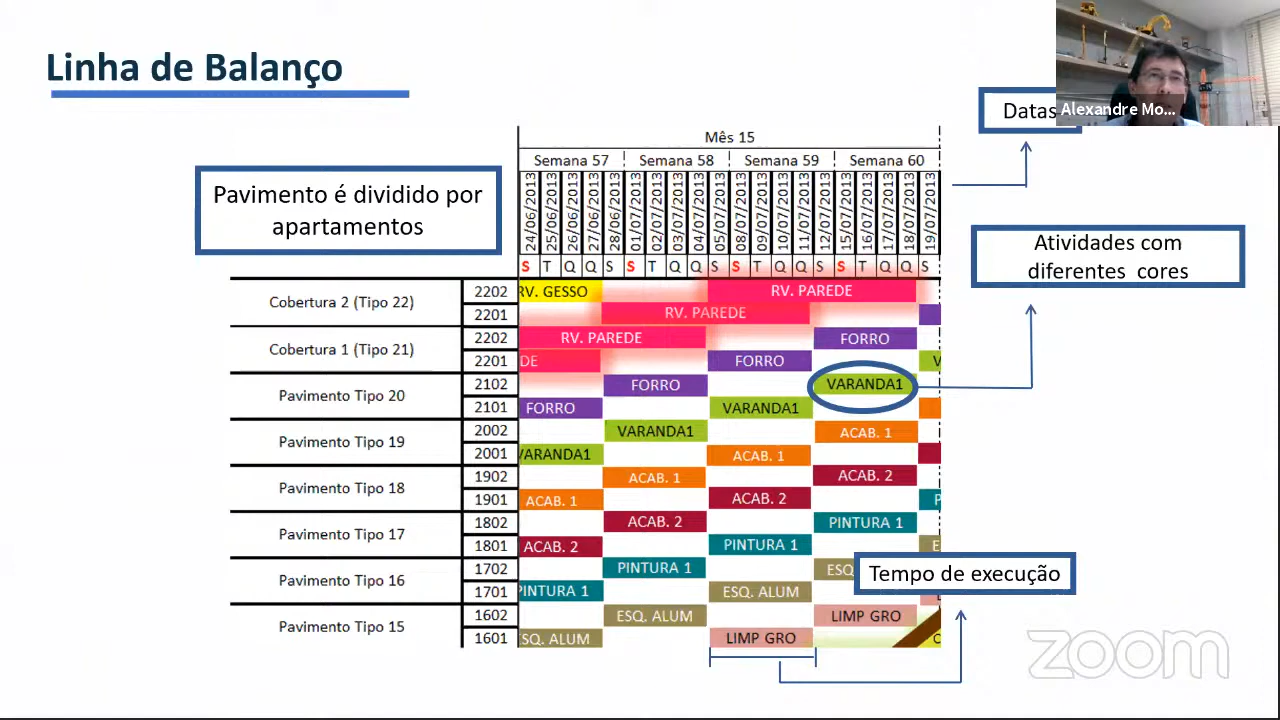 Linha de Balanço
Datas
Alexandre Mo...
Pavimento é dividido por
apartamentos
Atividades com
diferentes cores
Mês 15
Semana 57 Semana 58 Semana 59 Semana 60
24/06/2013 25/06/2013 26/06/2013 27/06/2013 28/06/2013 01/07/2013 02/07/2013 03/07/2013 04/07/2013 05/07/2013 08/07/2013 09/07/2013 10/07/2013 11/07/2013 12/07/2013 15/07/2013 16/07/2013 17/07/2013 18/07/2013 19/07/2013
S T Q Q S S T Q Q S S T Q Q S S T Q Q S
Cobertura 2 (Tipo 22)
2202 RV. GESSO RV. PAREDE
2201 RV. PAREDE
Cobertura 1 (Tipo 21)
2202 RV. PAREDE FORRO
2201 DE FORRO V
Pavimento Tipo 20
2102 FORRO VARANDA1
2101 FORRO VARANDA1
Pavimento Tipo 19
2002 VARANDA1 ACAB. 1
2001 VARANDA1 ACAB. 1
Pavimento Tipo 18
1902 ACAB. 1 ACAB. 2
1901 ACAB. 1 ACAB. 2 P
Pavimento Tipo 17
1802 ACAB. 2 PINTURA 1
1801 ACAB. 2 PINTURA 1 E
Pavimento Tipo 16
1702 PINTURA 1 ESQ.
1701 PINTURA 1 ESQ. ALUM
Pavimento Tipo 15
1602 ESQ. ALUM LIMP GRO
1601 ESQ. ALUM LIMP GRO
Tempo de execução
zoom